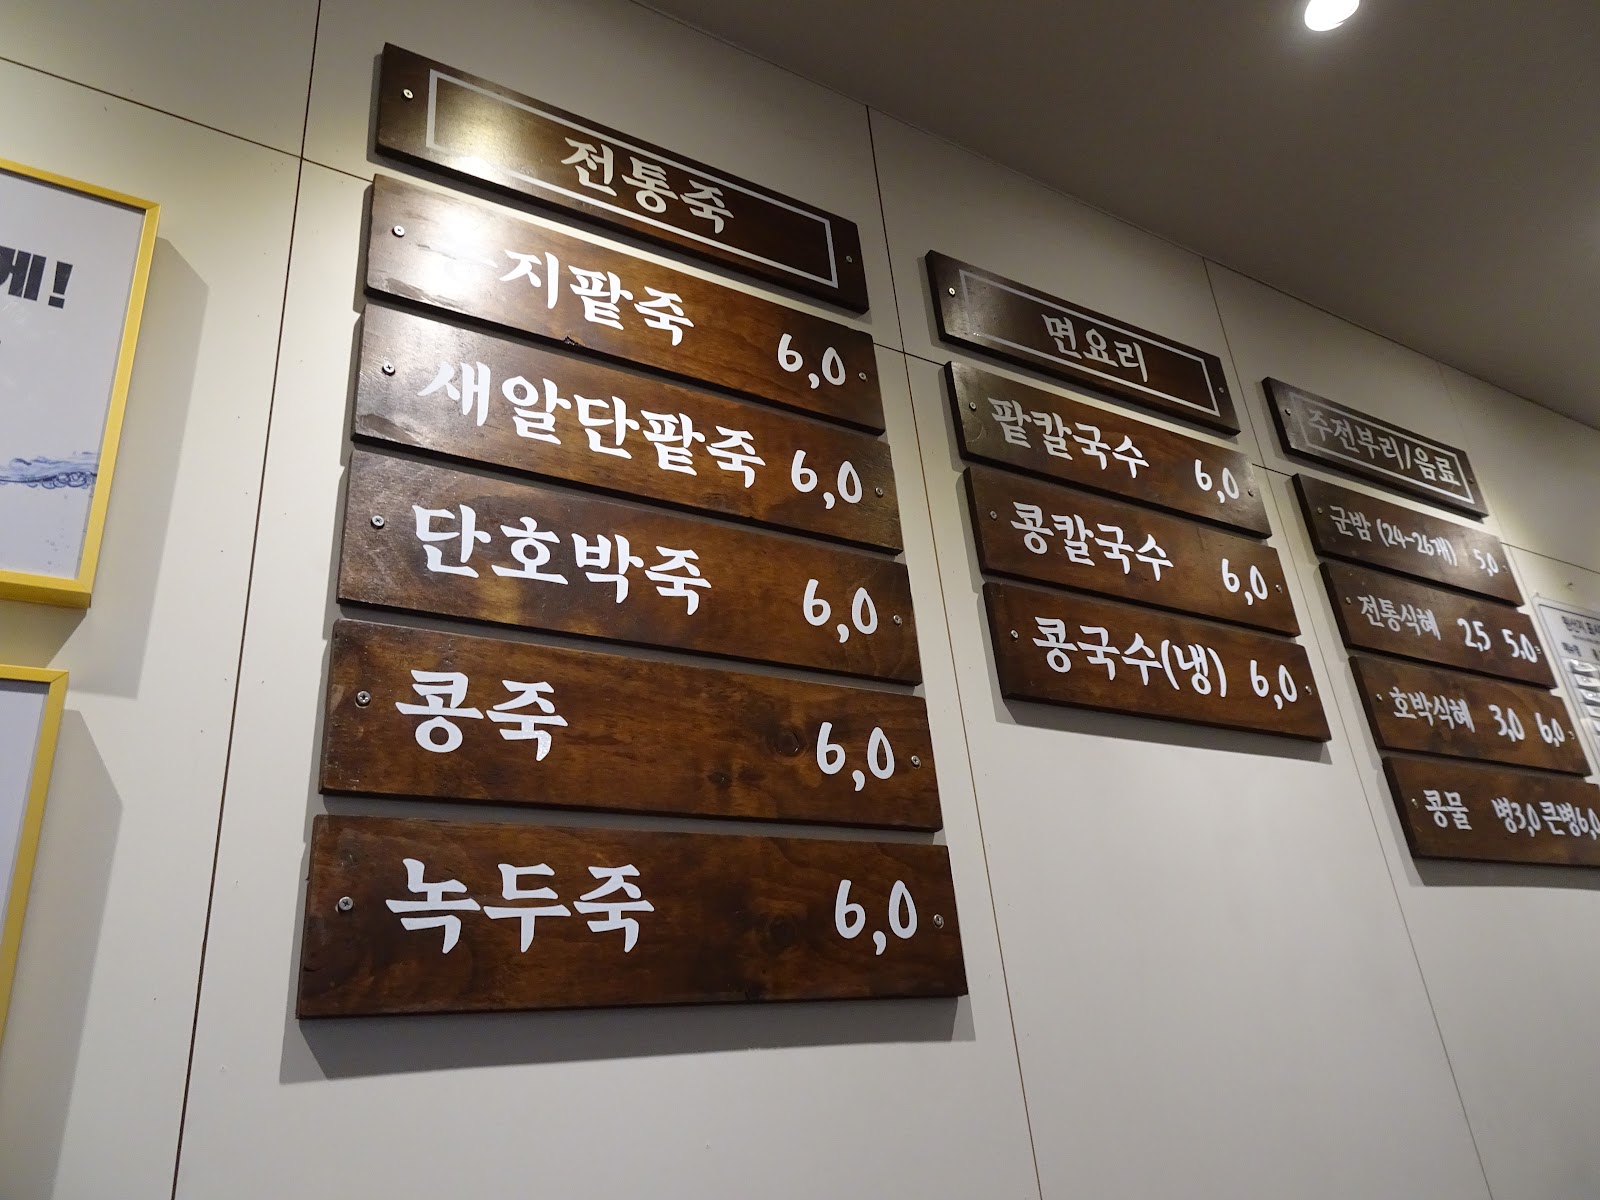 게!
전통죽
지팥죽 6,0
새알단팥죽 6,0
단호박죽 6,0
콩죽 6,0
녹두죽 6,0
면요리
팥칼국수 6,0
콩칼국수 6,0
콩국수(냉) 6,0
주전부리/음료
군밤 (24-26개) 5,0
전통식혜 2,5 5,0
호박식혜 3,0 6,0
콩물 병3,0 큰병6,0
원산지